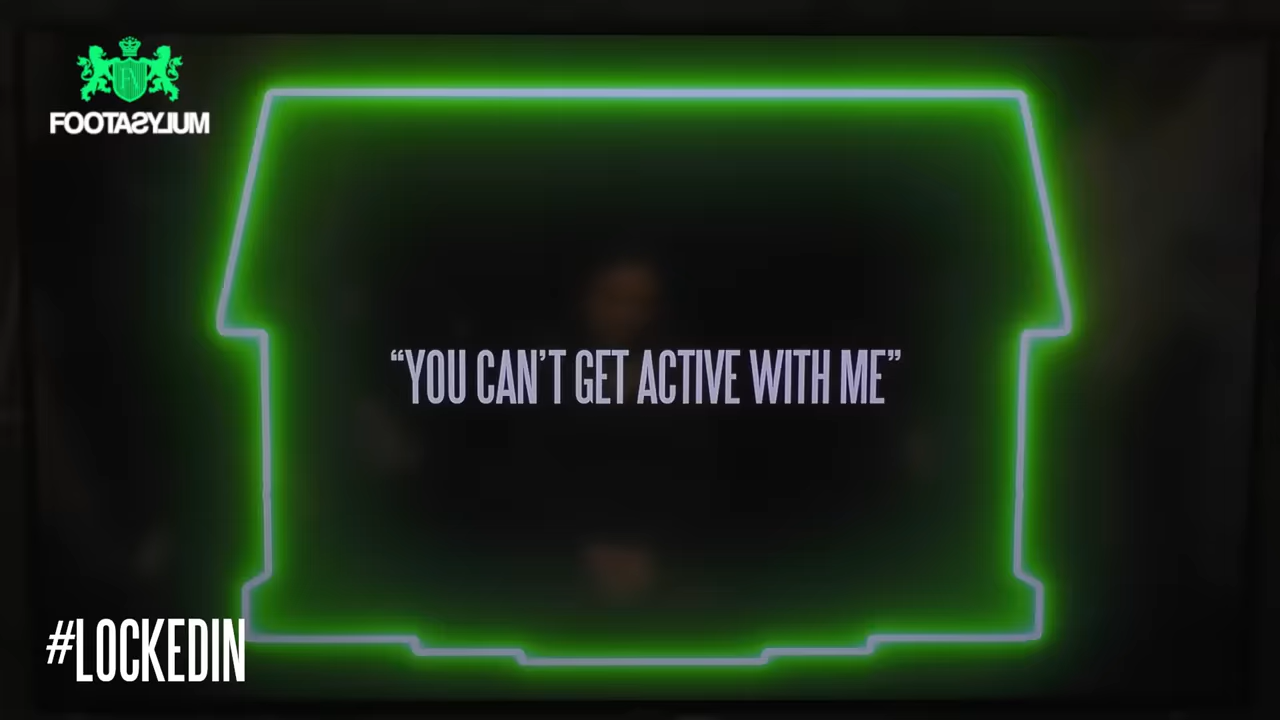 FOOTASYLUM
“YOU CAN’T GET ACTIVE WITH ME”
#LOCKEDIN